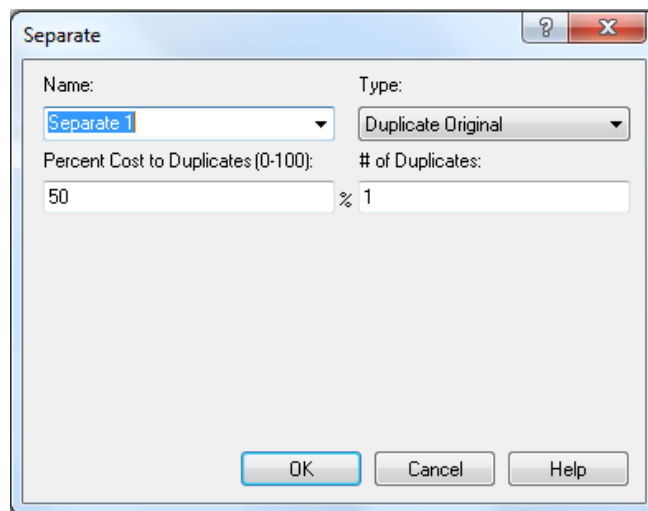 Separate
Name: Type:
Separate 1 Duplicate Original
Percent Cost to Duplicates (0-100): # of Duplicates:
50 % 1
OK Cancel Help